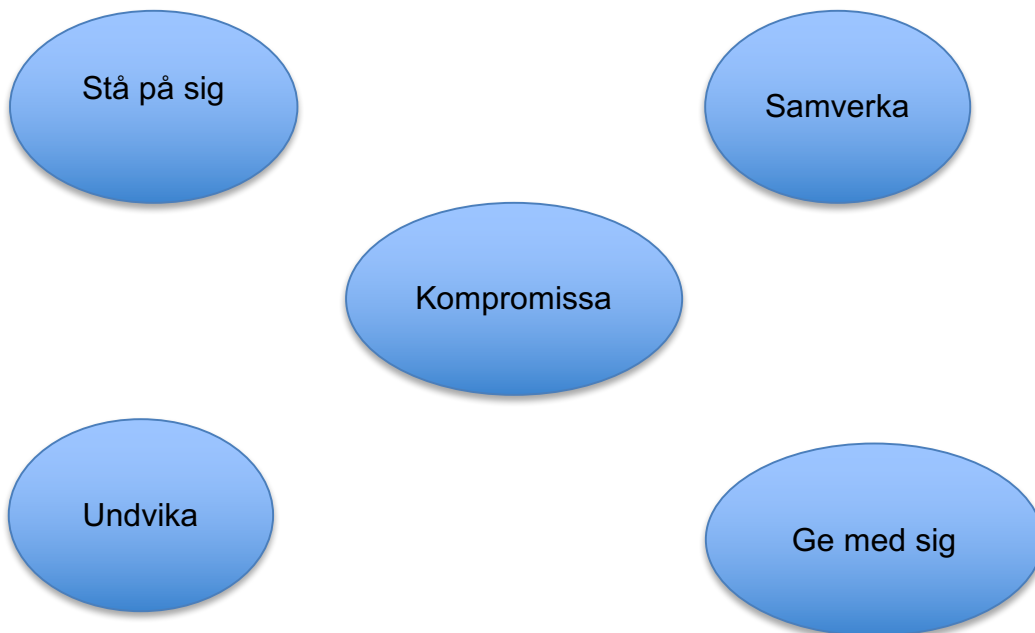 Stå på sig
Samverka
Kompromissa
Undvika
Ge med sig